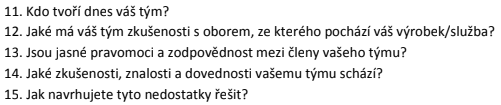 11. Kdo tvoří dnes váš tým?
12. Jaké má váš tým zkušenosti s oborem, ze kterého pochází váš výrobek/služba?
13. Jsou jasné pravomoci a zodpovědnost mezi členy vašeho týmu?
14. Jaké zkušenosti, znalosti a dovednosti vašemu týmu schází?
15. Jak navrhujete tyto nedostatky řešit?